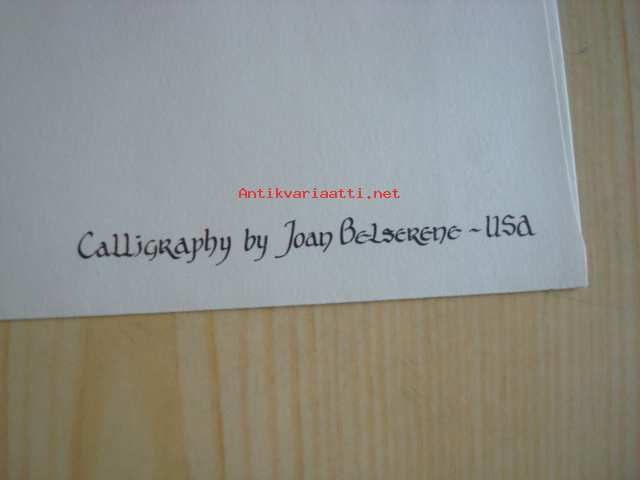 Antikvariaatti.net
Calligraphy by Joan Belserene ~ USA